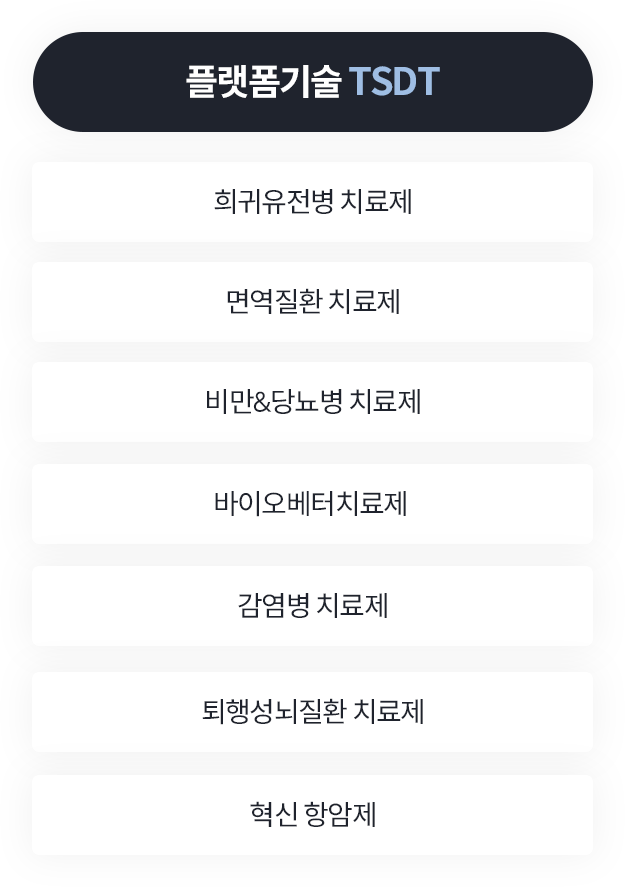 플랫폼기술 TSDT
희귀유전병 치료제
면역질환 치료제
비만&당뇨병 치료제
바이오베터치료제
감염병 치료제
퇴행성뇌질환 치료제
혁신 항암제